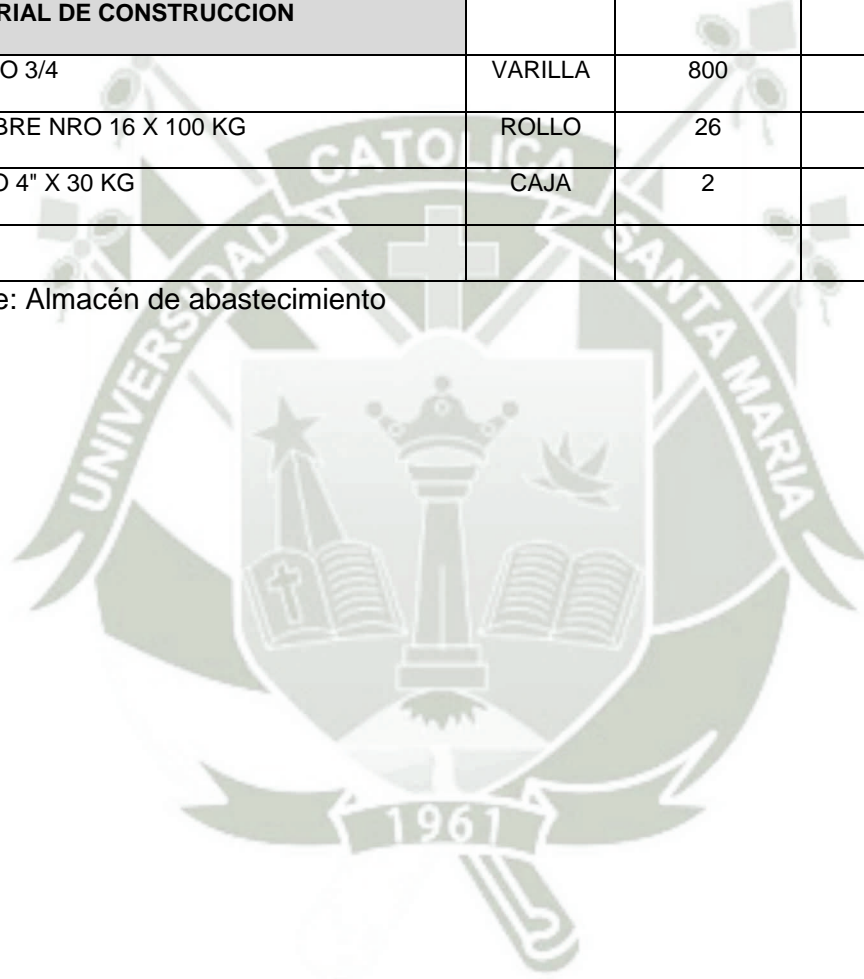 RIAL DE CONSTRUCCION
O 3/4 VARILLA 800
BRE NRO 16 X 100 KG ROLLO 26
O 4" X 30 KG CAJA 2
e: Almacén de abastecimiento
UNIVERSIDAD CATOLICA SANTA MARIA
1961